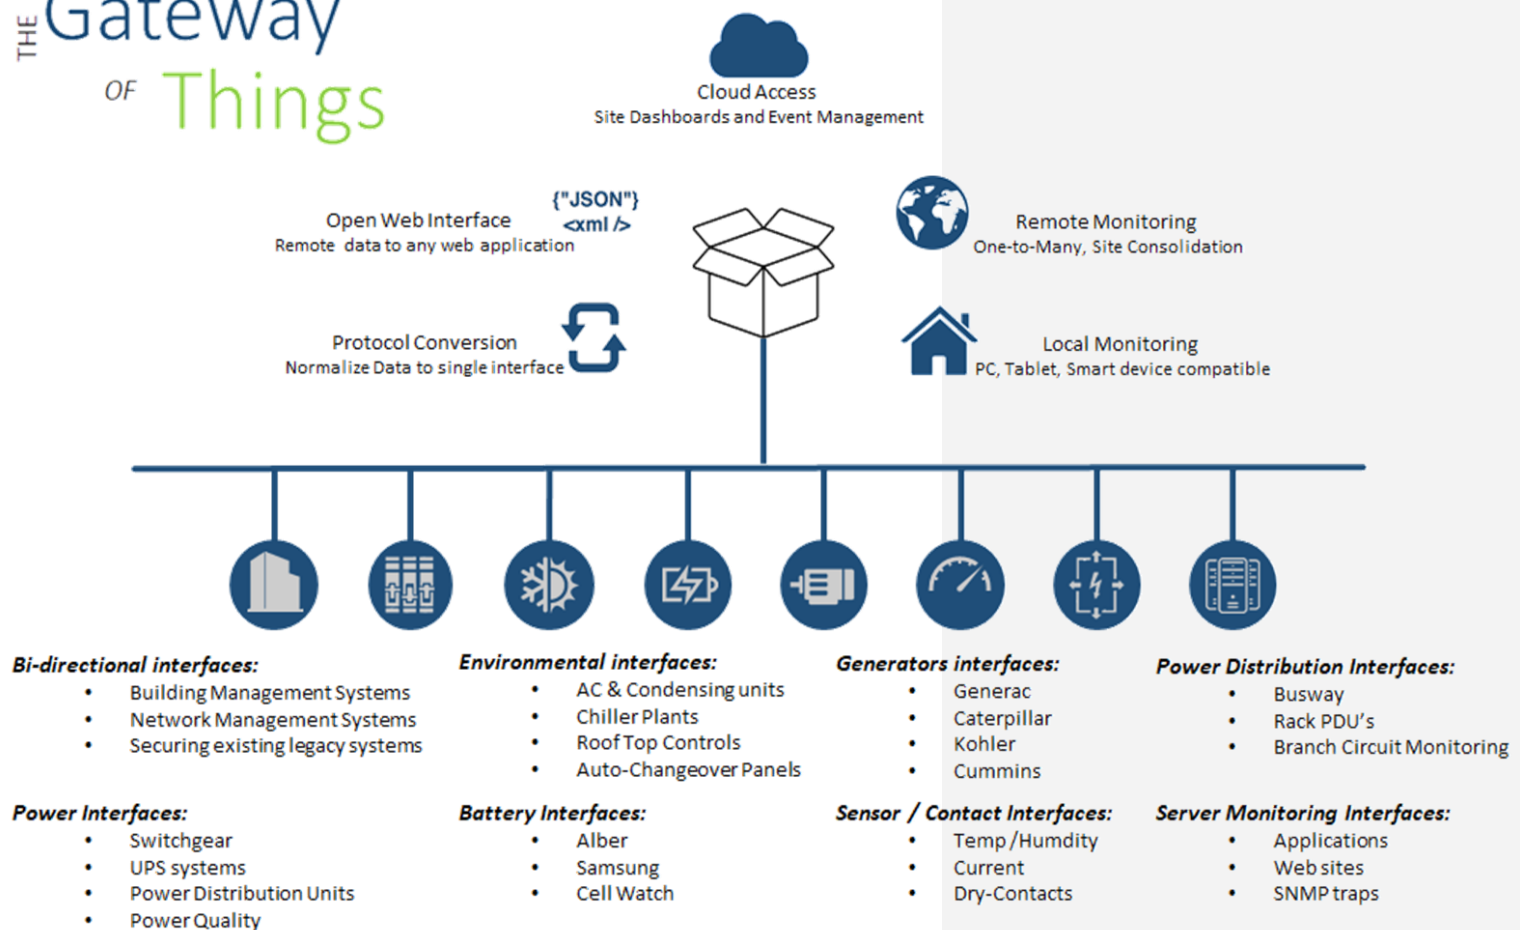 THE Gateway
OF Things
Cloud Access
Site Dashboards and Event Management
Open Web Interface
Remote data to any web application
{"JSON"}
<xml />
Remote Monitoring
One-to-Many, Site Consolidation
Protocol Conversion
Normalize Data to single interface
Local Monitoring
PC, Tablet, Smart device compatible
Bi-directional interfaces:
• Building Management Systems
• Network Management Systems
• Securing existing legacy systems
Environmental interfaces:
• AC & Condensing units
• Chiller Plants
• Roof Top Controls
• Auto-Changeover Panels
Generators interfaces:
• Generac
• Caterpillar
• Kohler
• Cummins
Power Distribution Interfaces:
• Busway
• Rack PDU's
• Branch Circuit Monitoring
Power Interfaces:
• Switchgear
• UPS systems
• Power Distribution Units
• Power Quality
Battery Interfaces:
• Alber
• Samsung
• Cell Watch
Sensor / Contact Interfaces:
• Temp /Humdity
• Current
• Dry-Contacts
Server Monitoring Interfaces:
• Applications
• Web sites
• SNMP traps